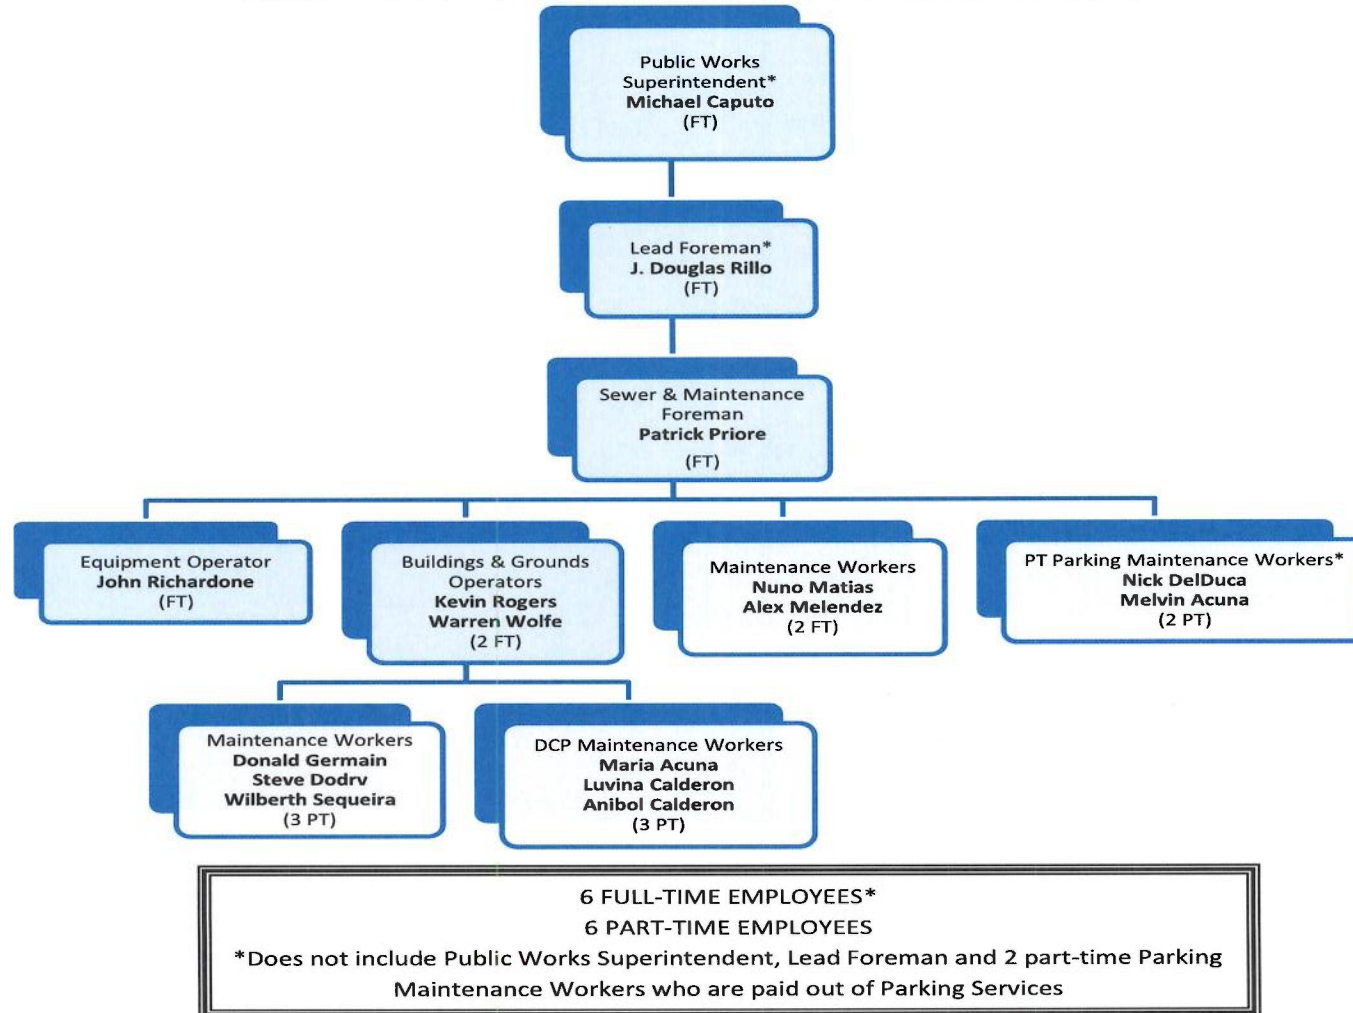 Public Works
Superintendent*
Michael Caputo
(FT)
Lead Foreman*
J. Douglas Rillo
(FT)
Sewer & Maintenance
Foreman
Patrick Priore
(FT)
Equipment Operator
John Richardone
(FT)
Buildings & Grounds
Operators
Kevin Rogers
Warren Wolfe
(2 FT)
Maintenance Workers
Nuno Matias
Alex Melendez
(2 FT)
PT Parking Maintenance Workers*
Nick DelDuca
Melvin Acuna
(2 PT)
Maintenance Workers
Donald Germain
Steve Dodrv
Wilberth Sequeira
(3 PT)
DCP Maintenance Workers
Maria Acuna
Luvina Calderon
Anibol Calderon
(3 PT)
6 FULL-TIME EMPLOYEES*
6 PART-TIME EMPLOYEES
*Does not include Public Works Superintendent, Lead Foreman and 2 part-time Parking
Maintenance Workers who are paid out of Parking Services